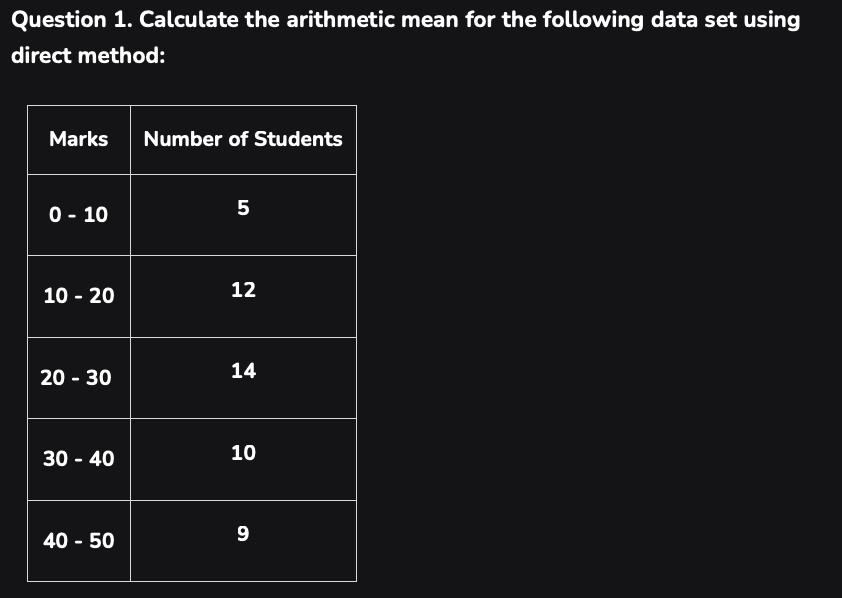 Question 1. Calculate the arithmetic mean for the following data set using
direct method:
Marks Number of Students
0 - 10 5
10 - 20 12
20 - 30 14
30 - 40 10
40 - 50 9